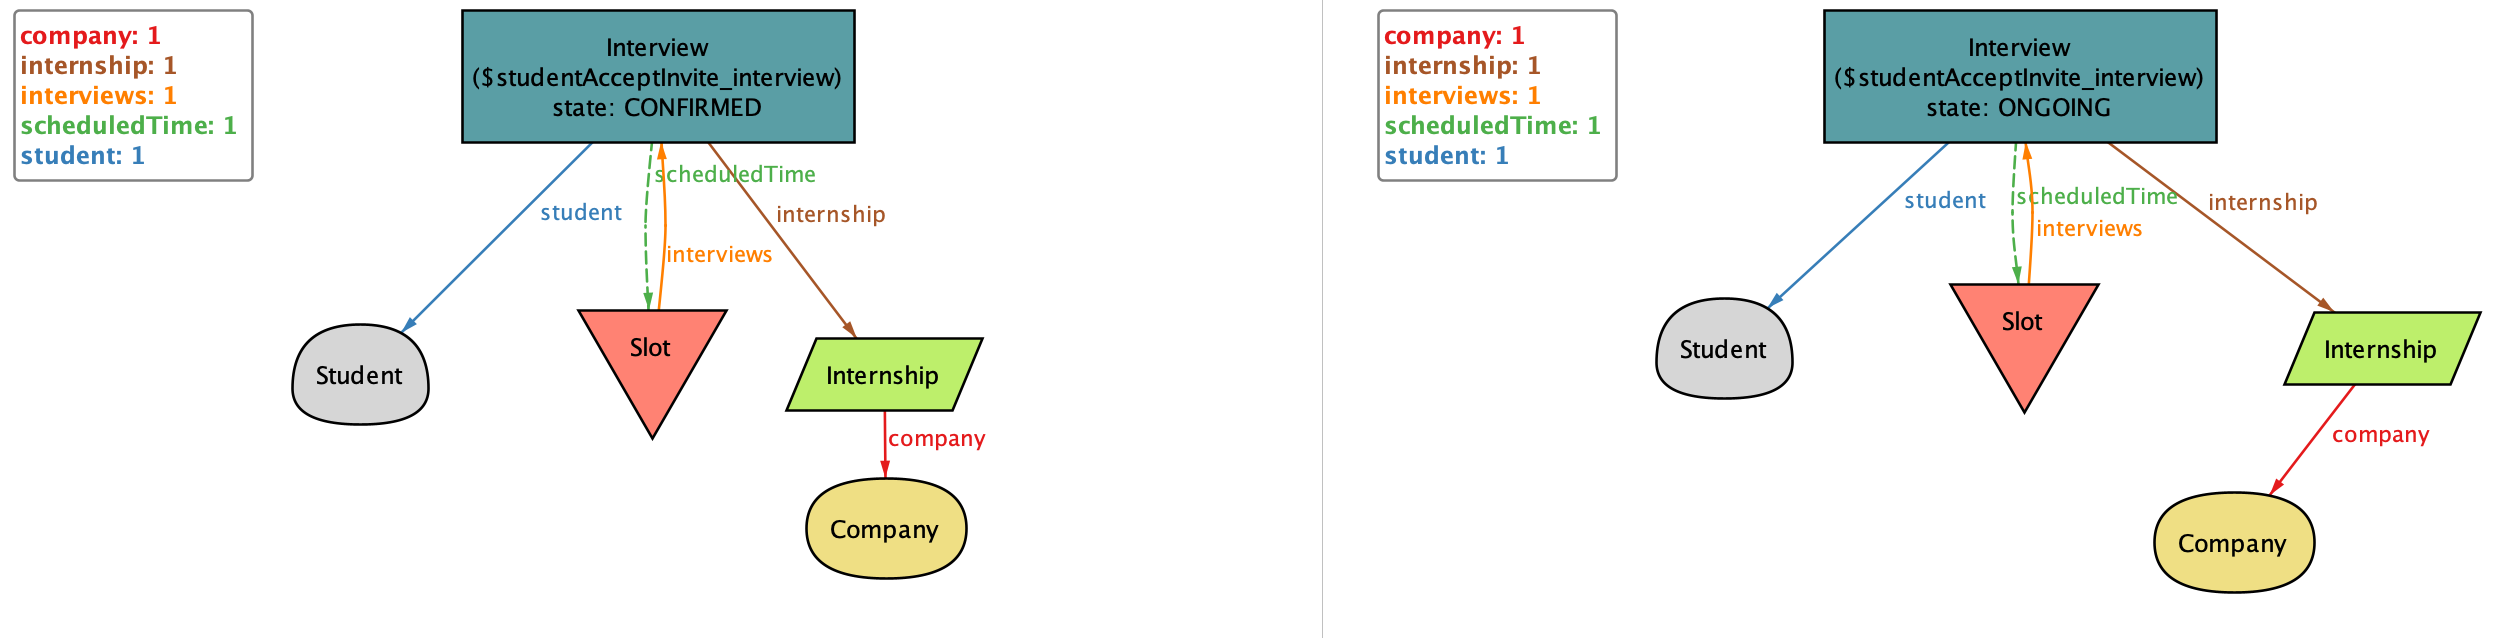 company: 1
internship: 1
interviews: 1
scheduledTime: 1
student: 1
Interview
($studentAcceptInvite_interview)
state: CONFIRMED
scheduledTime
student
internship
interviews
Slot
Student
Internship
company
Company
company: 1
internship: 1
interviews: 1
scheduledTime: 1
student: 1
Interview
($studentAcceptInvite_interview)
state: ONGOING
scheduledTime
student
internship
interviews
Slot
Student
Internship
company
Company